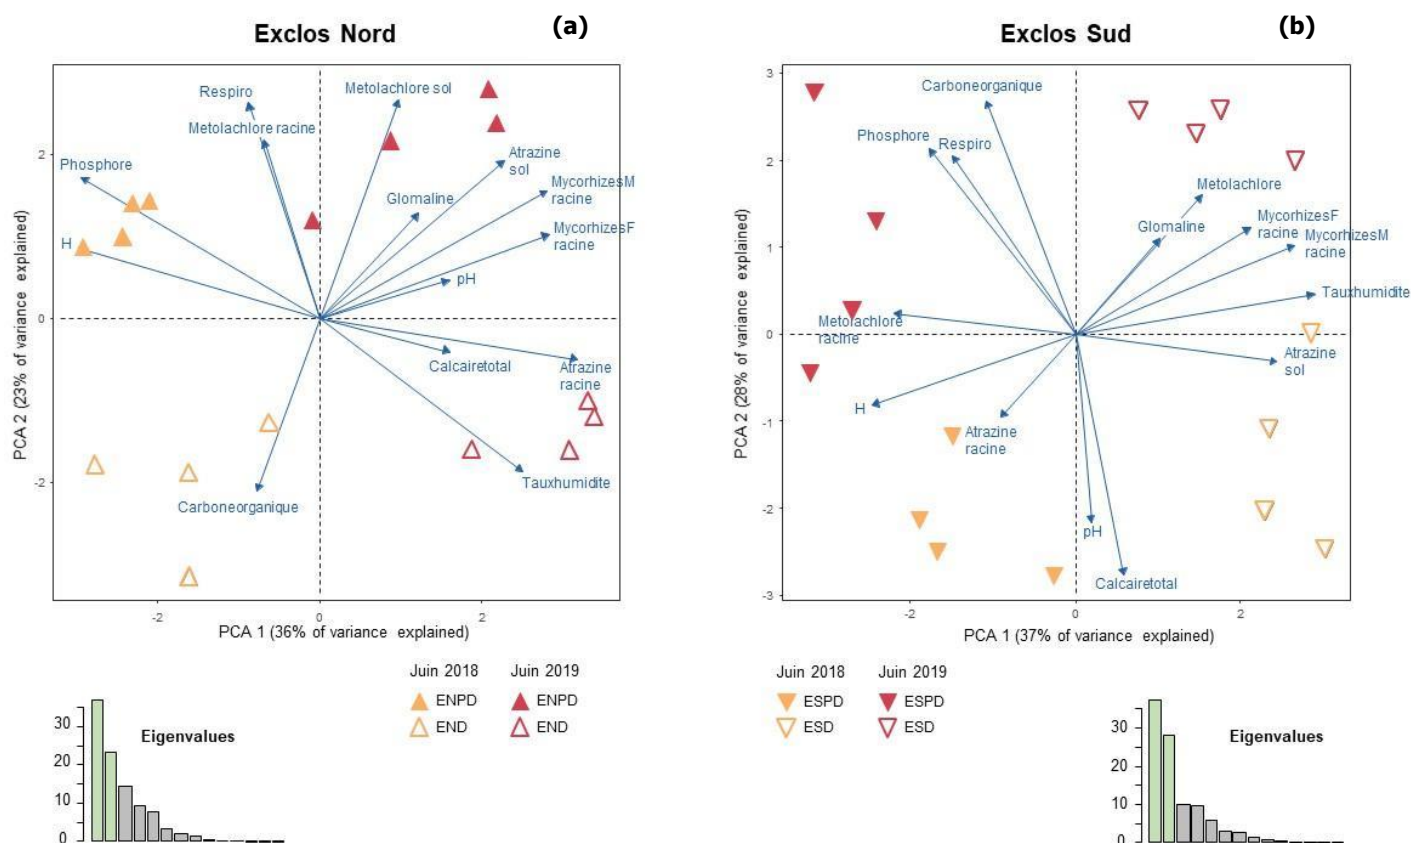 Exclos Nord
(a)
Respiro
Metolachlore sol
Metolachlore racine
Phosphore
Atrazine
sol
MycorhizesM
racine
Glomaline
MycorhizesF
racine
H
pH
Calcairetotal
Atrazine
racine
Tauxhumidite
Carboneorganique
2
0
-2
PCA 2 (23% of variance explained)
-2
0
2
PCA 1 (36% of variance explained)
Juin 2018
Juin 2019
ENPD
ENPD
END
END
Eigenvalues
30
20
10
0
Exclos Sud
(b)
Carboneorganique
Phosphore
Respiro
Metolachlore
Glomaline
MycorhizesF
racine
MycorhizesM
racine
Tauxhumidite
Metolachlore
racine
Atrazine
sol
H
Atrazine
racine
pH
Calcairetotal
3
2
1
0
-1
-2
-3
PCA 2 (28% of variance explained)
-2
0
2
PCA 1 (37% of variance explained)
Juin 2018
Juin 2019
ESPD
ESPD
ESD
ESD
Eigenvalues
30
20
10
0